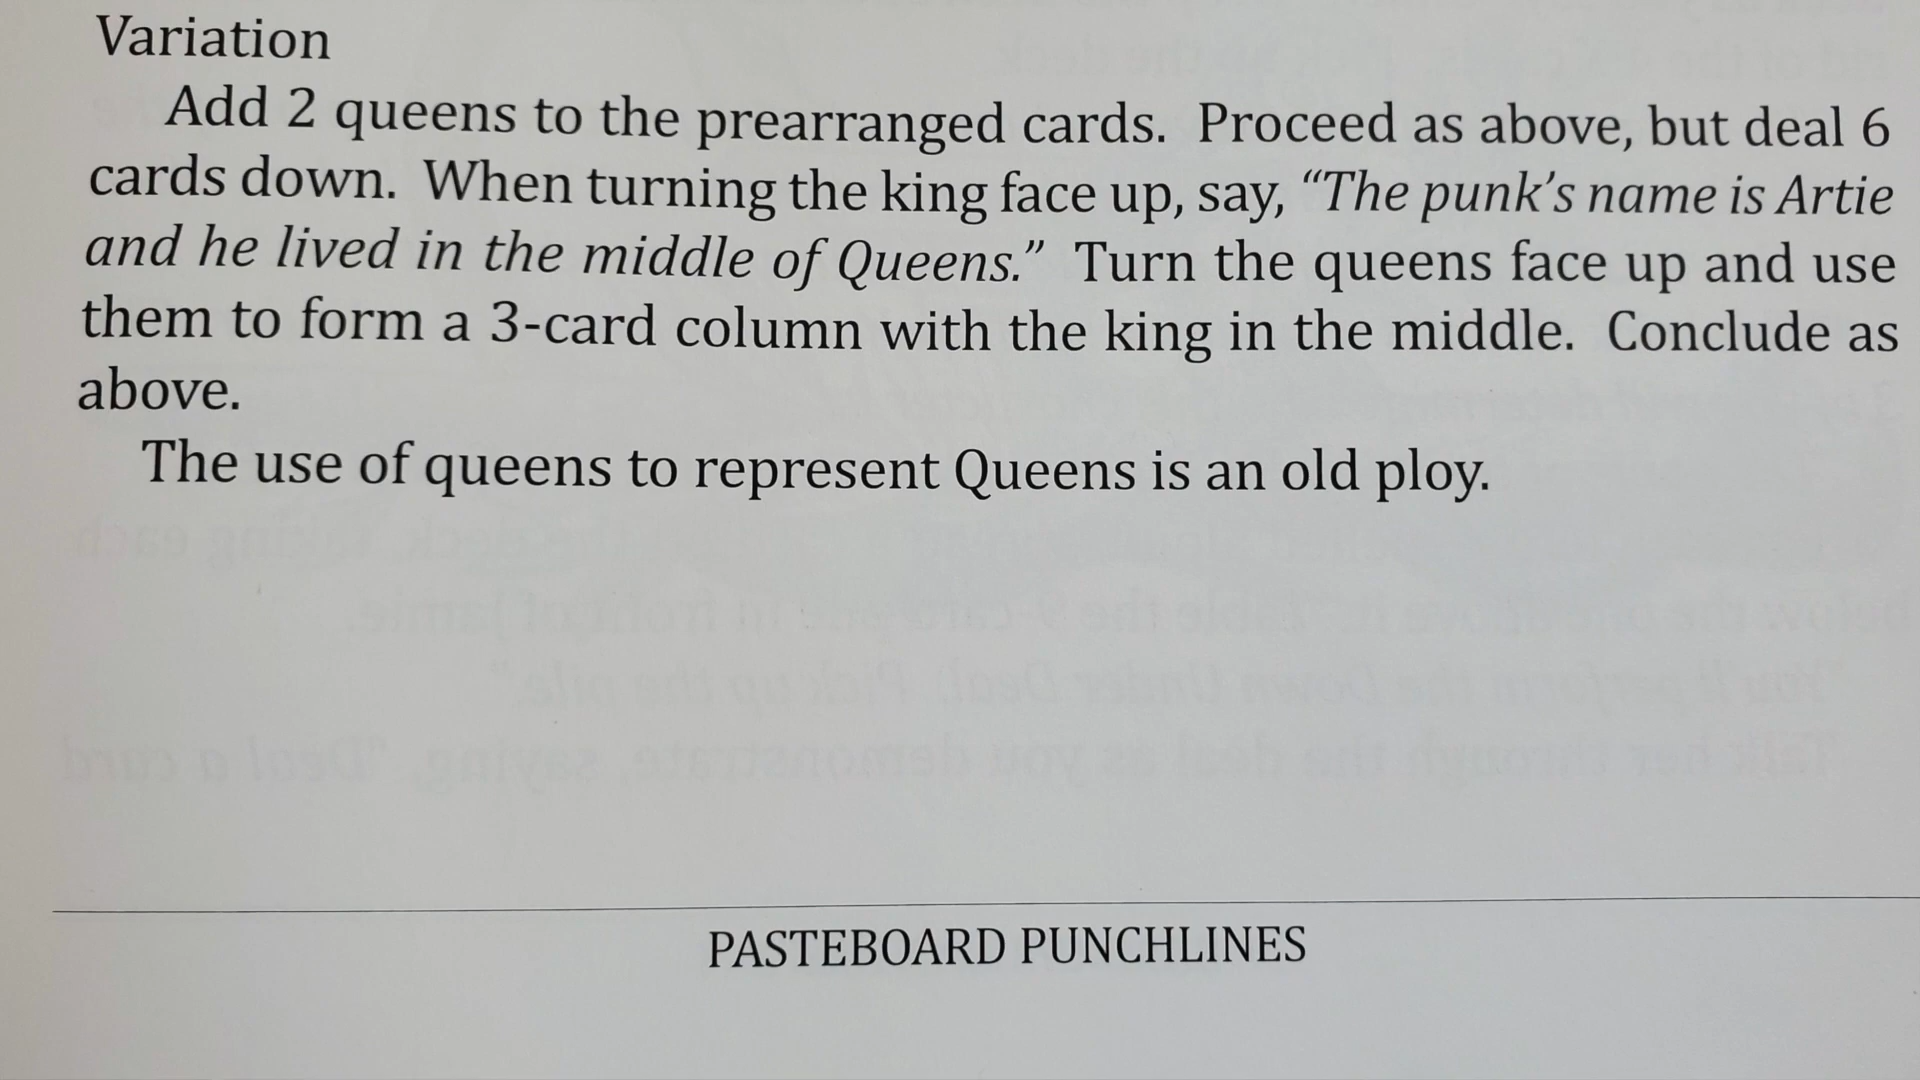 Variation
Add 2 queens to the prearranged cards. Proceed as above, but deal 6
cards down. When turning the king face up, say, “The punk’s name is Artie
and he lived in the middle of Queens.” Turn the queens face up and use
them to form a 3-card column with the king in the middle. Conclude as
above.
The use of queens to represent Queens is an old ploy.
PASTEBOARD PUNCHLINES